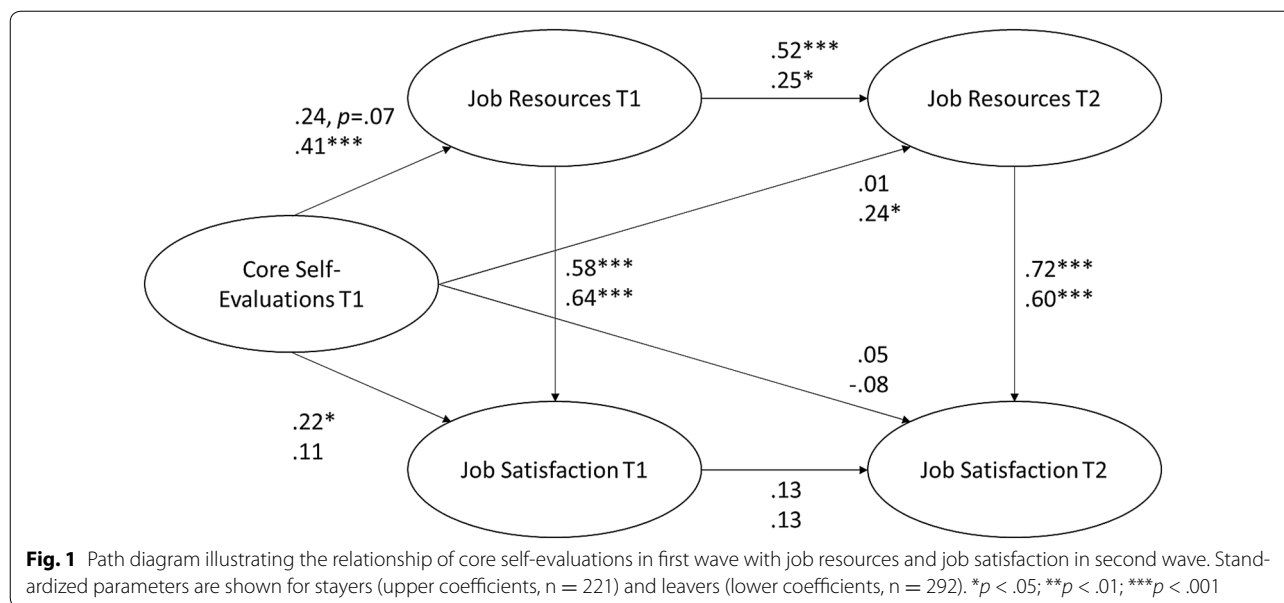 .52***
.25*
Job Resources T1
Job Resources T2
.24, p=.07
.41***
.01
.24*
Core Self-
Evaluations T1
.58***
.64***
.72***
.60***
.05
-.08
.22*
.11
Job Satisfaction T1
Job Satisfaction T2
.13
.13
Fig. 1 Path diagram illustrating the relationship of core self-evaluations in first wave with job resources and job satisfaction in second wave. Stand-
ardized parameters are shown for stayers (upper coefficients, n = 221) and leavers (lower coefficients, n = 292). *p < .05; **p < .01; ***p < .001